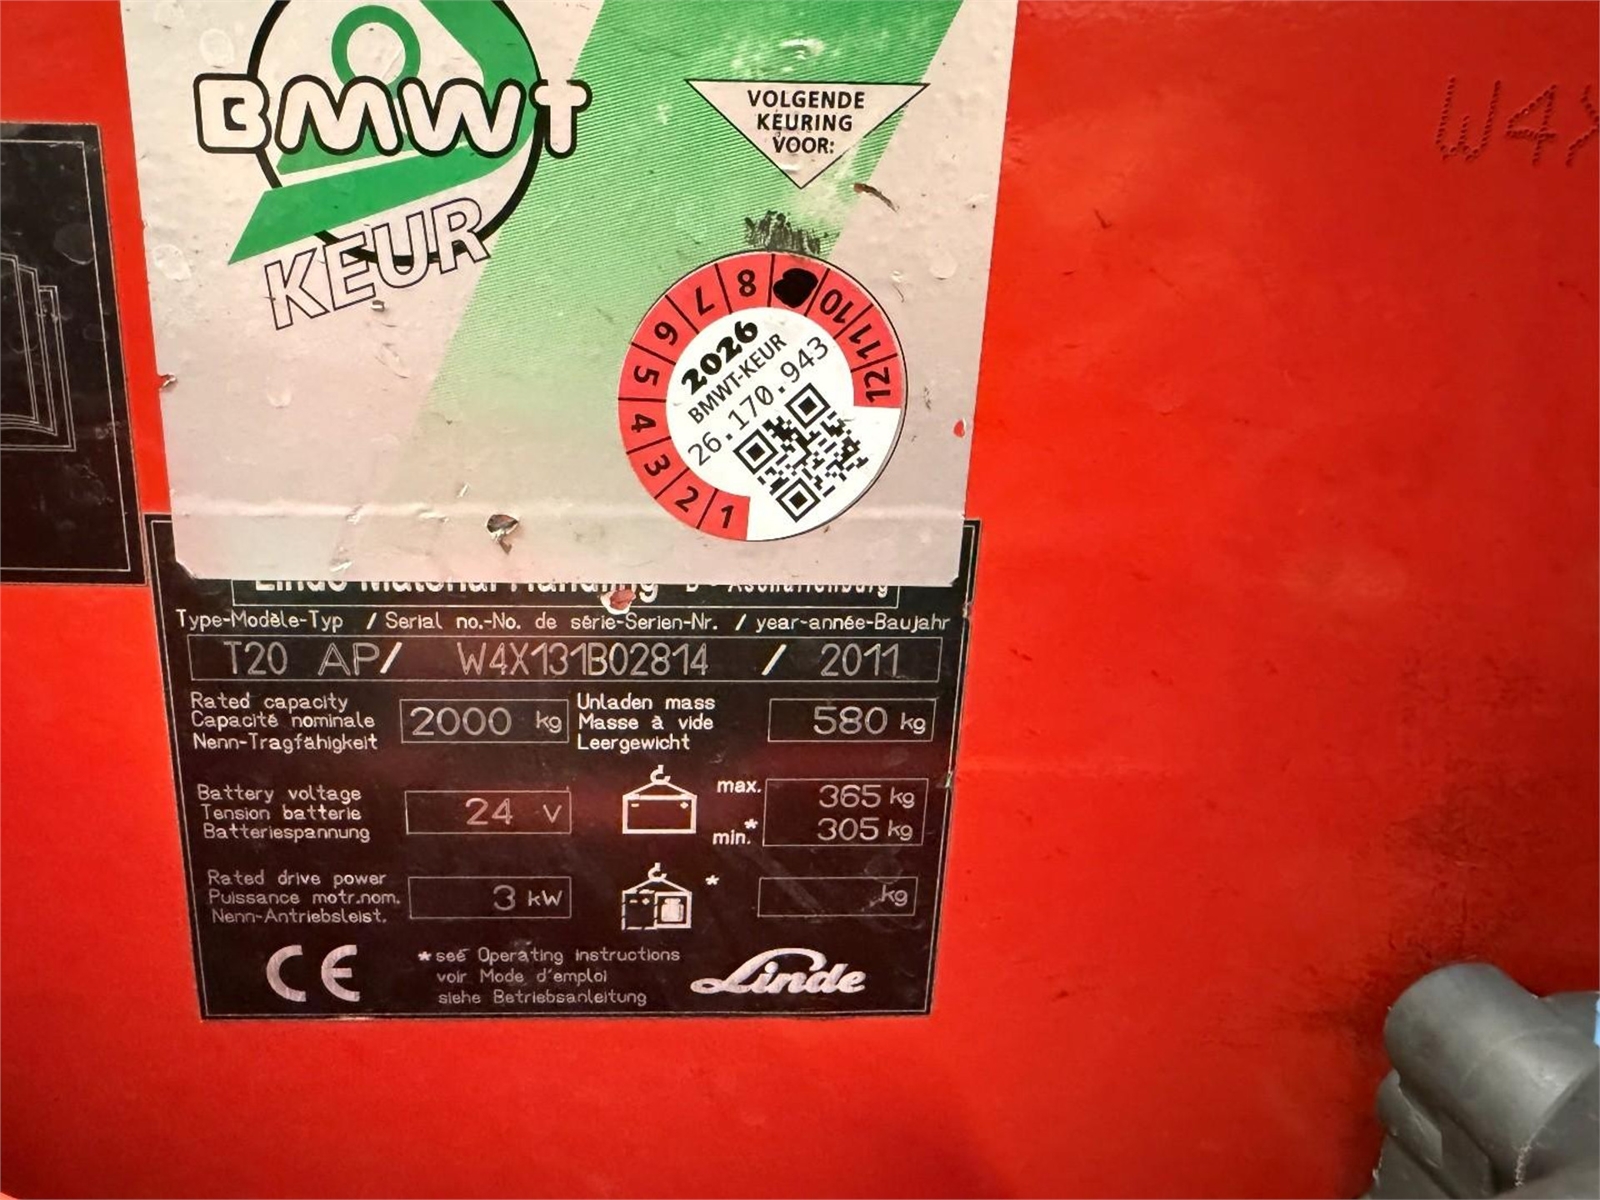 BMWT
KEUR
VOLGENDE
KEURING
VOOR:
W4X
1 2 3 4 5 6 7 8 10 11 12
2026
BMWT-KEUR
26.170.943
Linde Material Handling D - Aschaffenburg
Type-Modèle-Typ / Serial no.-No. de série-Serien-Nr. / year-année-Baujahr
T20 AP/ W4X131B02814 / 2011
Rated capacity
Capacité nominale
Nenn-Tragfähigkeit
2000 kg
Unladen mass
Masse à vide
Leergewicht
580 kg
Battery voltage
Tension batterie
Batteriespannung
24 V
max. 365 kg
min.* 305 kg
Rated drive power
Puissance motr.nom.
Nenn-Antriebsleist.
3 kW
* kg
CE
* see Operating instructions
voir Mode d'emploi
siehe Betriebsanleitung
Linde